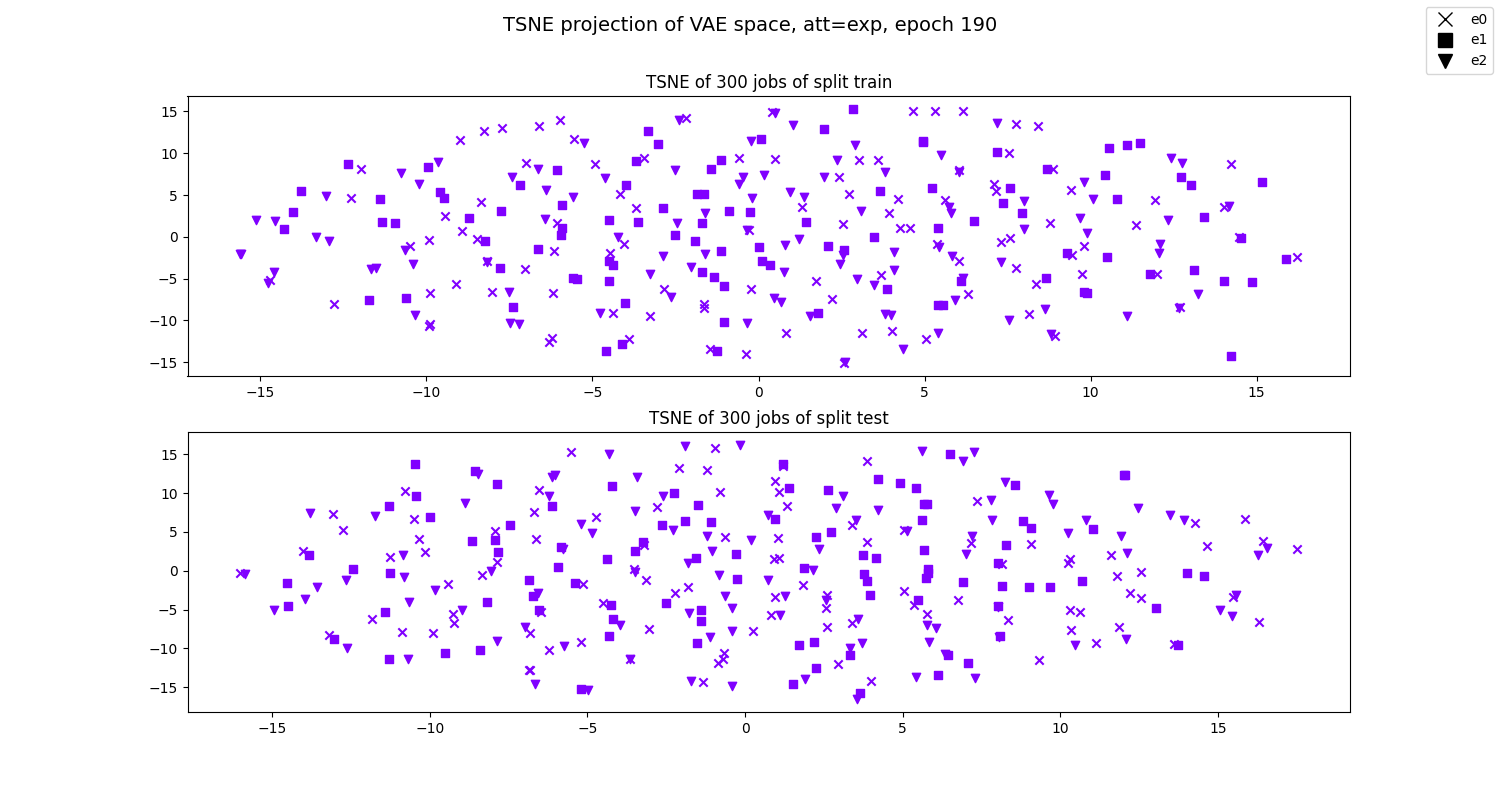 TSNE projection of VAE space, att=exp, epoch 190
e0
e1
e2
TSNE of 300 jobs of split train
15
10
5
0
−5
−10
−15
−15 −10 −5 0 5 10 15
TSNE of 300 jobs of split test
15
10
5
0
−5
−10
−15
−15 −10 −5 0 5 10 15